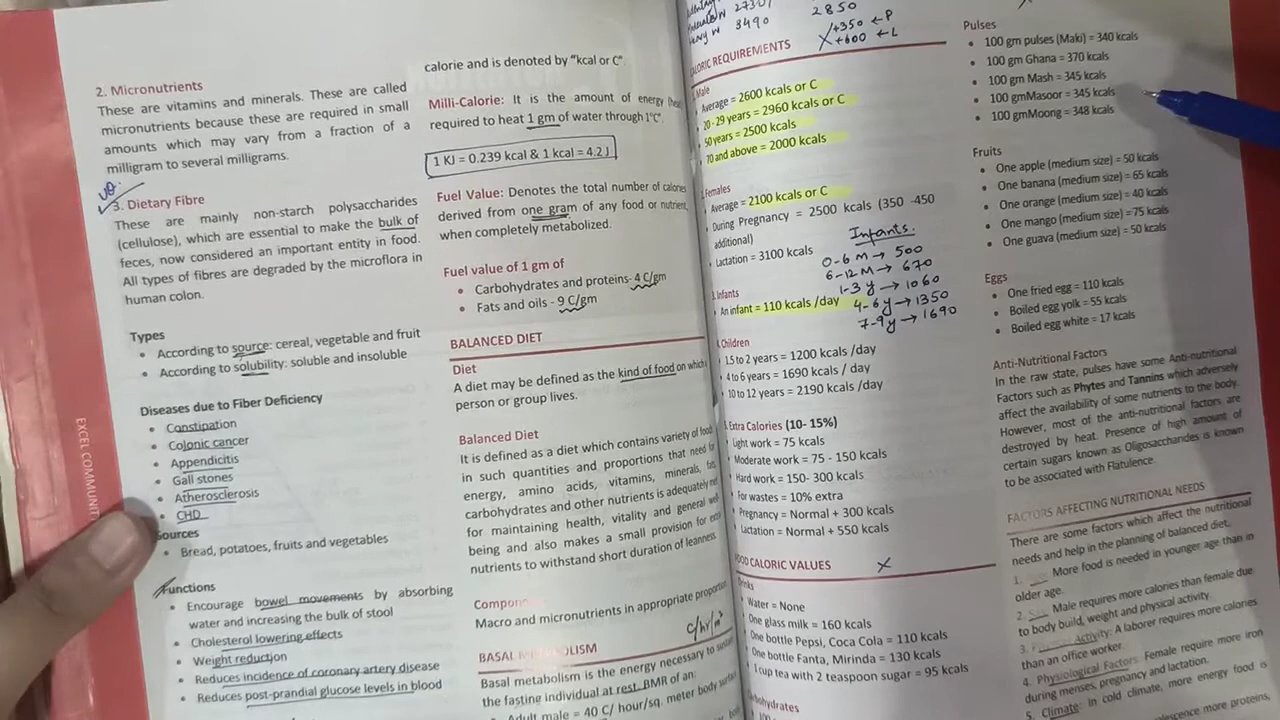 EXCEL COMMUNIT
2. Micronutrients
These are vitamins and minerals. These are called
micronutrients because these are required in small
amounts which may vary from a fraction of a
milligram to several milligrams.
3. Dietary Fibre
These are mainly non-starch polysaccharides
(cellulose), which are essential to make the bulk of
feces, now considered an important entity in food.
All types of fibres are degraded by the microflora in
human colon.
Types
• According to source: cereal, vegetable and fruit
• According to solubility: soluble and insoluble
Diseases due to Fiber Deficiency
• Constipation
• Colonic cancer
• Appendicitis
• Gall stones
• Atherosclerosis
• CHD
Sources
• Bread, potatoes, fruits and vegetables
Functions
• Encourage bowel movements by absorbing
water and increasing the bulk of stool
• Cholesterol lowering effects
• Weight reduction
• Reduces incidence of coronary artery disease
• Reduces post-prandial glucose levels in blood
calorie and is denoted by "kcal or C".
Milli-Calorie: It is the amount of energy
required to heat 1 gm of water through 1°C".
1 KJ = 0.239 kcal & 1 kcal = 4.2 J
Fuel Value: Denotes the total number of calories
derived from one gram of any food or nutrient,
when completely metabolized.
Fuel value of 1 gm of
• Carbohydrates and proteins- 4 C/gm
• Fats and oils - 9 C/gm
BALANCED DIET
Diet
A diet may be defined as the kind of food on which
person or group lives.
Balanced Diet
It is defined as a diet which contains variety of food
in such quantities and proportions that need for
energy, amino acids, vitamins, minerals, fats,
carbohydrates and other nutrients is adequately met
for maintaining health, vitality and general well-
being and also makes a small provision for extra
nutrients to withstand short duration of leanness.
Compon
Macro and micronutrients in appropriate proportion
C/hr/m²
BASAL METABOLISM
Basal metabolism is the energy necessary to sustain
the fasting individual at rest. BMR of an:
Adult male = 40 C/ hour/sq. meter body
2850
Heavy W 3490
+350 ← P
+600 ← L
CALORIC REQUIREMENTS
1. Male
• Average = 2600 kcals or C
• 20 - 29 years = 2960 kcals or C
• 50 years = 2500 kcals
• 70 and above = 2000 kcals
2. Females
• Average = 2100 kcals or C
• During Pregnancy = 2500 kcals (350 -450
additional)
• Lactation = 3100 kcals
Infants.
0-6 M → 500
6-12 M → 670
1-3 y → 1060
4-6 y → 1350
7-9 y → 1690
3. Infants
• An infant = 110 kcals /day
4. Children
• 1.5 to 2 years = 1200 kcals /day
• 4 to 6 years = 1690 kcals / day
• 10 to 12 years = 2190 kcals /day
5. Extra Calories (10- 15%)
• Light work = 75 kcals
• Moderate work = 75 - 150 kcals
• Hard work = 150- 300 kcals
• For wastes = 10% extra
• Pregnancy = Normal + 300 kcals
• Lactation = Normal + 550 kcals
FOOD CALORIC VALUES
Drinks
• Water = None
• One glass milk = 160 kcals
• One bottle Pepsi, Coca Cola = 110 kcals
• One bottle Fanta, Mirinda = 130 kcals
• 1 cup tea with 2 teaspoon sugar = 95 kcals
Carbohydrates
Pulses
• 100 gm pulses (Maki) = 340 kcals
• 100 gm Ghana = 370 kcals
• 100 gm Mash = 345 kcals
• 100 gmMasoor = 345 kcals
• 100 gmMoong = 348 kcals
Fruits
• One apple (medium size) = 50 kcals
• One banana (medium size) = 65 kcals
• One orange (medium size) = 40 kcals
• One mango (medium size) = 75 kcals
• One guava (medium size) = 50 kcals
Eggs
• One fried egg = 110 kcals
• Boiled egg yolk = 55 kcals
• Boiled egg white = 17 kcals
Anti-Nutritional Factors
In the raw state, pulses have some Anti-nutritional
Factors such as Phytes and Tannins which adversely
affect the availability of some nutrients to the body.
However, most of the anti-nutritional factors are
destroyed by heat. Presence of high amount of
certain sugars known as Oligosaccharides is known
to be associated with Flatulence.
FACTORS AFFECTING NUTRITIONAL NEEDS
There are some factors which affect the nutritional
needs and help in the planning of balanced diet.
1. More food is needed in younger age than in
older age.
2. Sex: Male requires more calories than female due
to body build, weight and physical activity.
3. Activity: A laborer requires more calories
than an office worker.
4. Physiological Factors: Female require more iron
during menses, pregnancy and lactation.
5. Climate: In cold climate, more energy food is
more proteins,